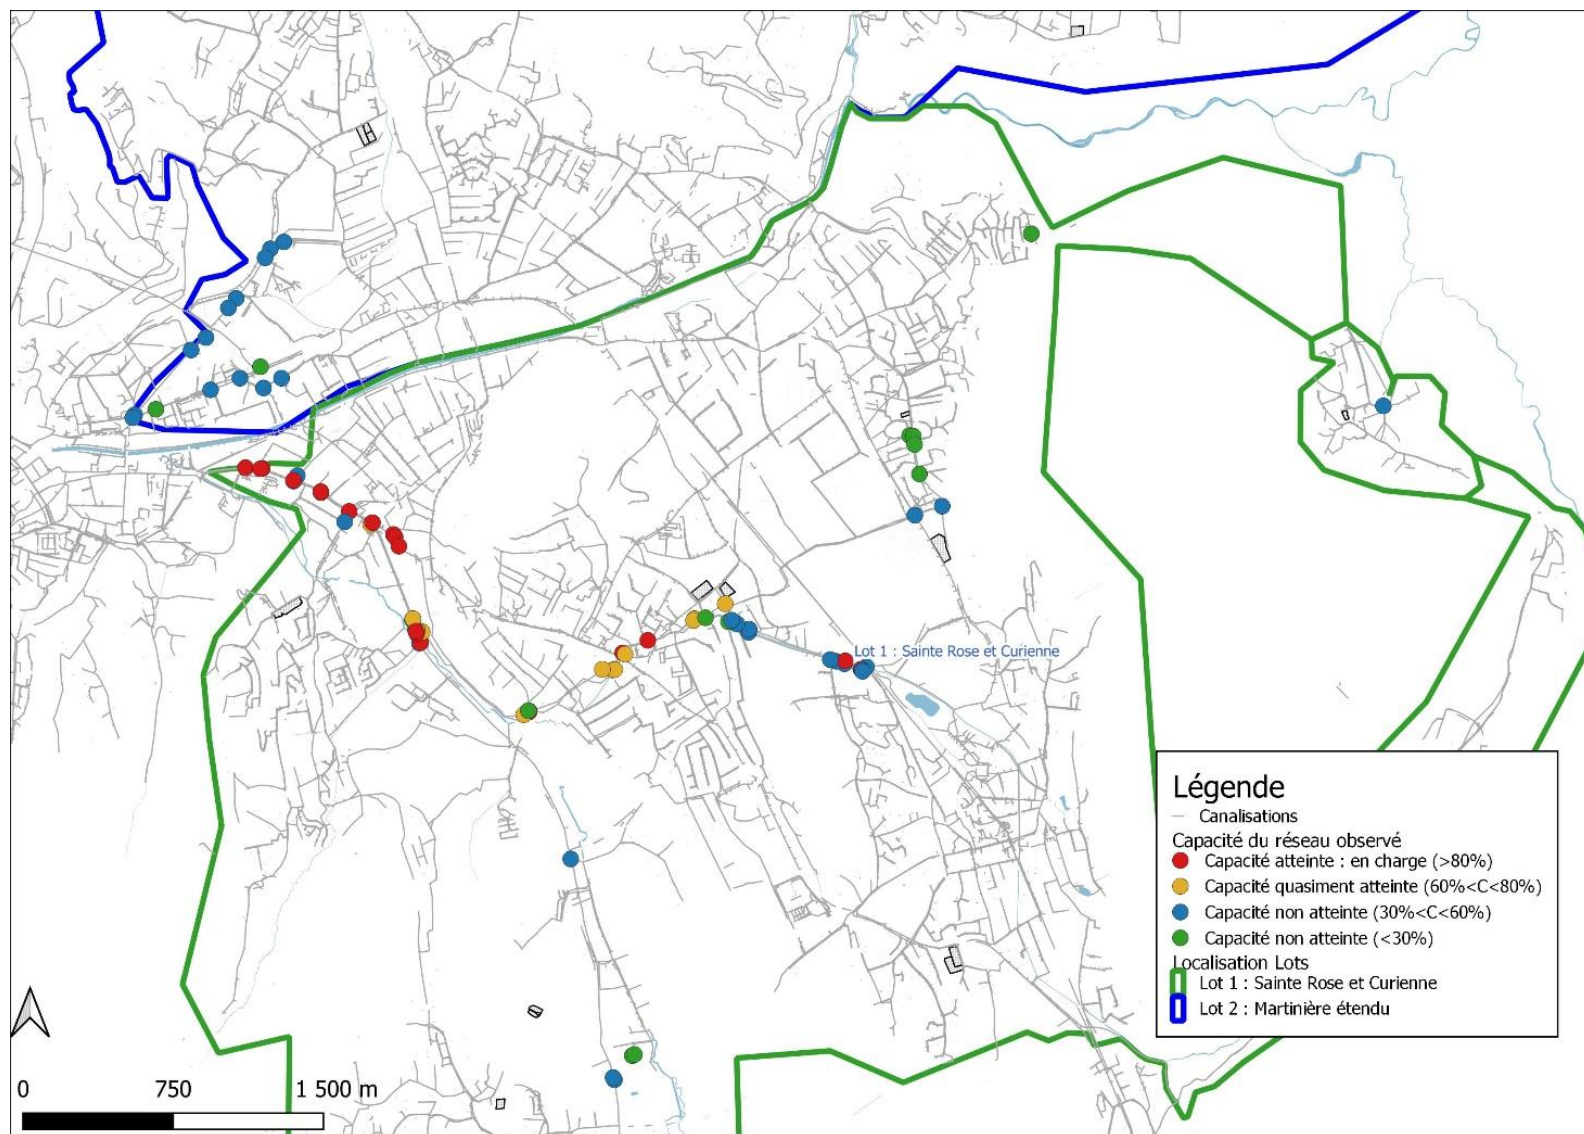 Lot 1 : Sainte Rose et Curienne
Légende
Canalisations
Capacité du réseau observé
Capacité atteinte : en charge (>80%)
Capacité quasiment atteinte (60%<C<80%)
Capacité non atteinte (30%<C<60%)
Capacité non atteinte (<30%)
Localisation Lots
Lot 1 : Sainte Rose et Curienne
Lot 2 : Martinière étendu
0 750 1 500 m